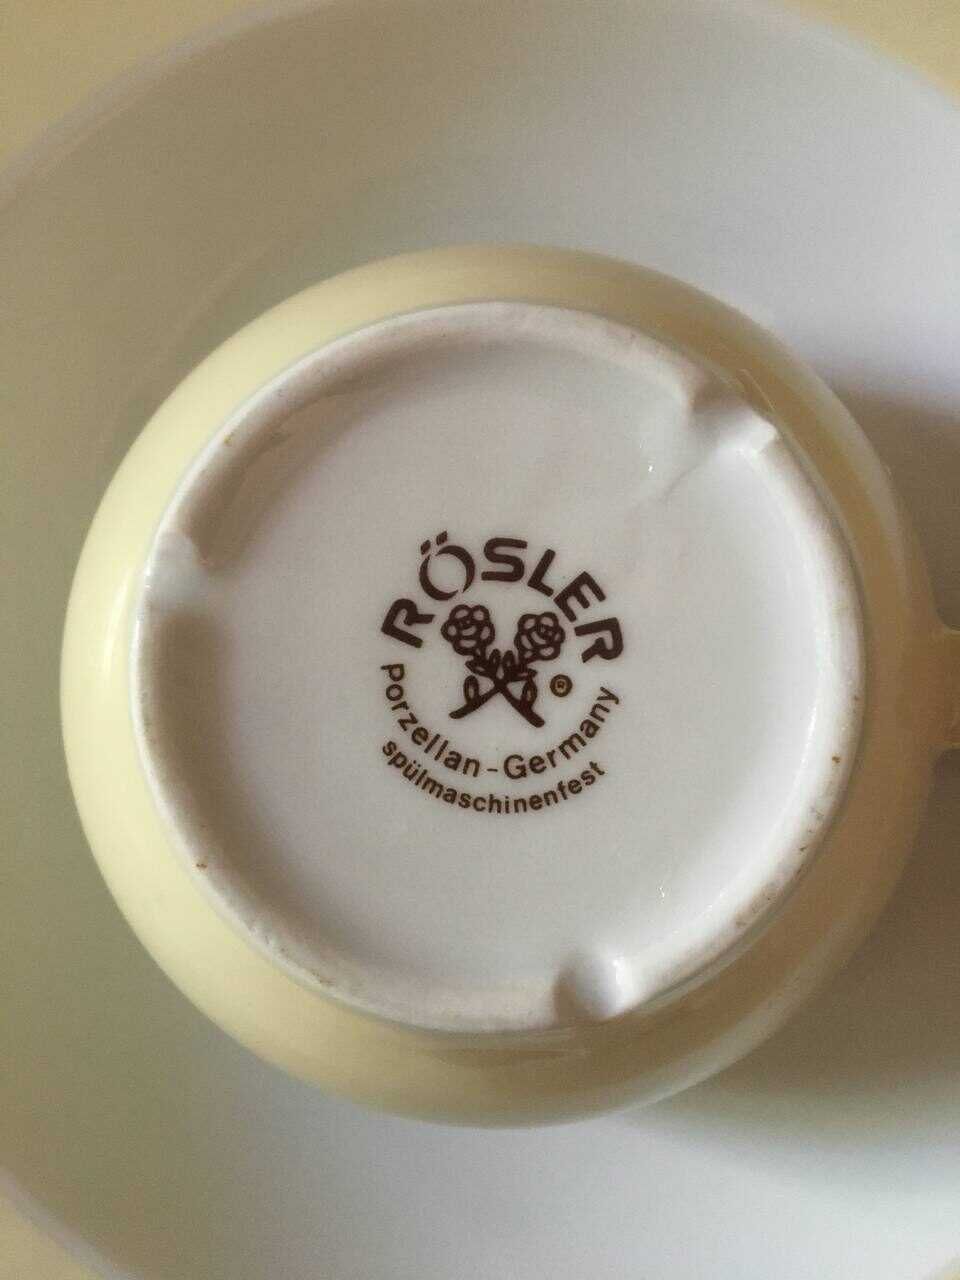 RÖSLER
®
Porzellan-Germany
spülmaschinenfest